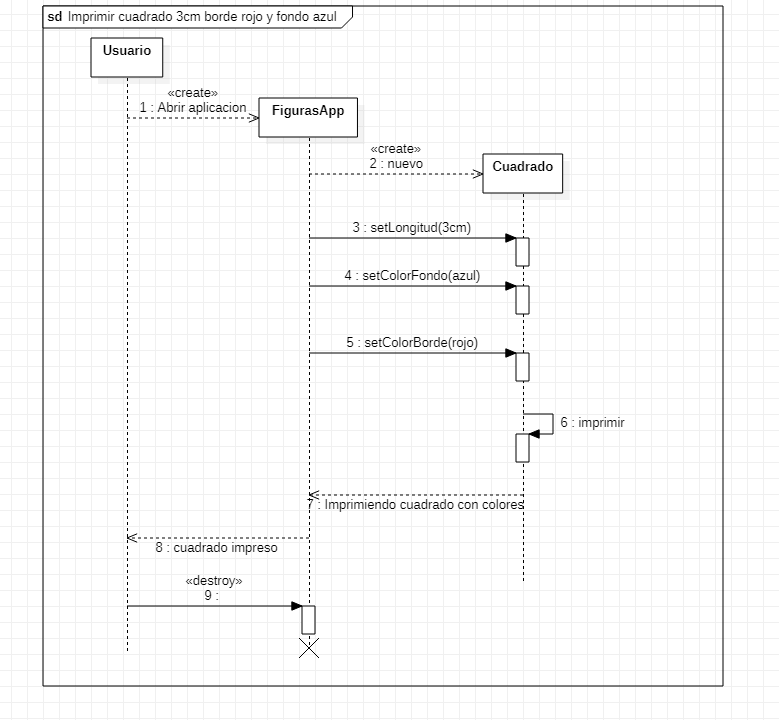 sd Imprimir cuadrado 3cm borde rojo y fondo azul
Usuario
«create»
1 : Abrir aplicacion
FigurasApp
«create»
2 : nuevo
Cuadrado
3 : setLongitud(3cm)
4 : setColorFondo(azul)
5 : setColorBorde(rojo)
6 : imprimir
7 : Imprimiendo cuadrado con colores
8 : cuadrado impreso
«destroy»
9 :